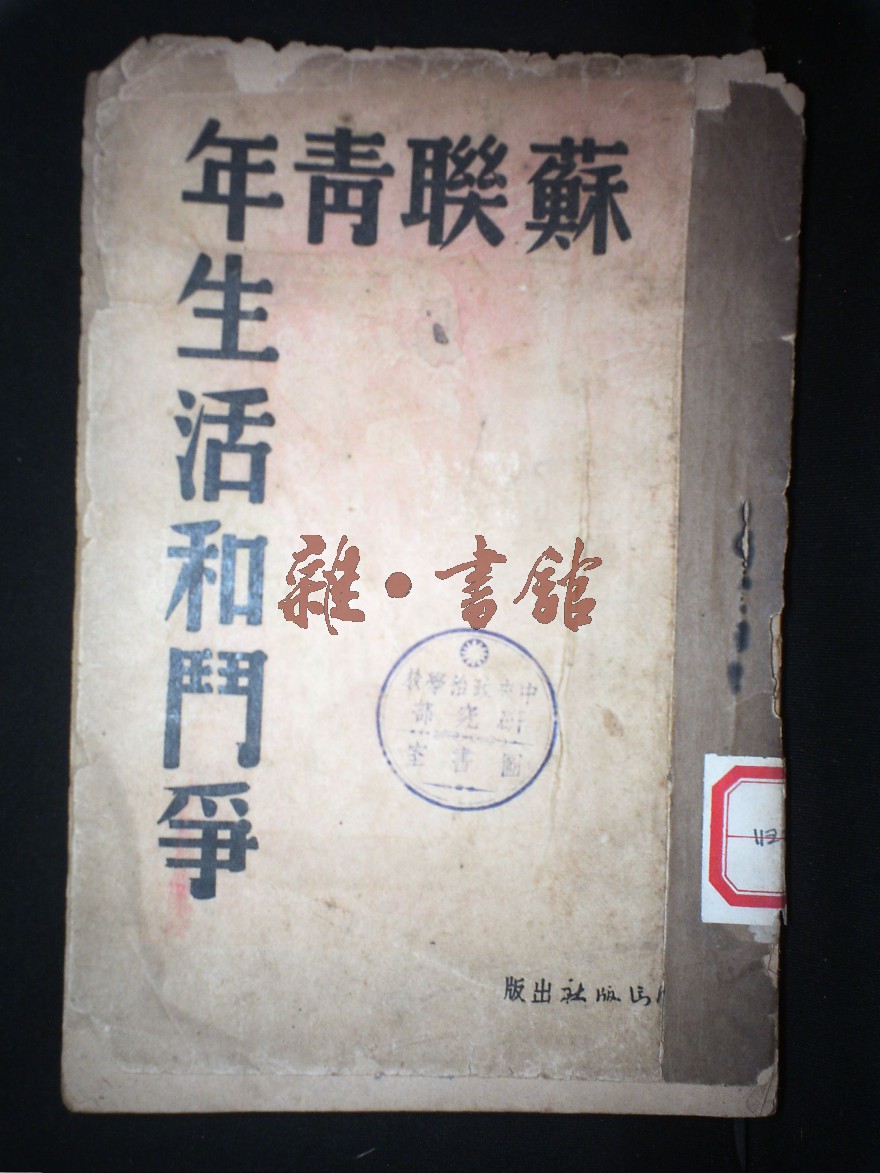 蘇聯青年生活和鬥爭
雜·書館
中央政治學校
研究部
圖書室
版社出版